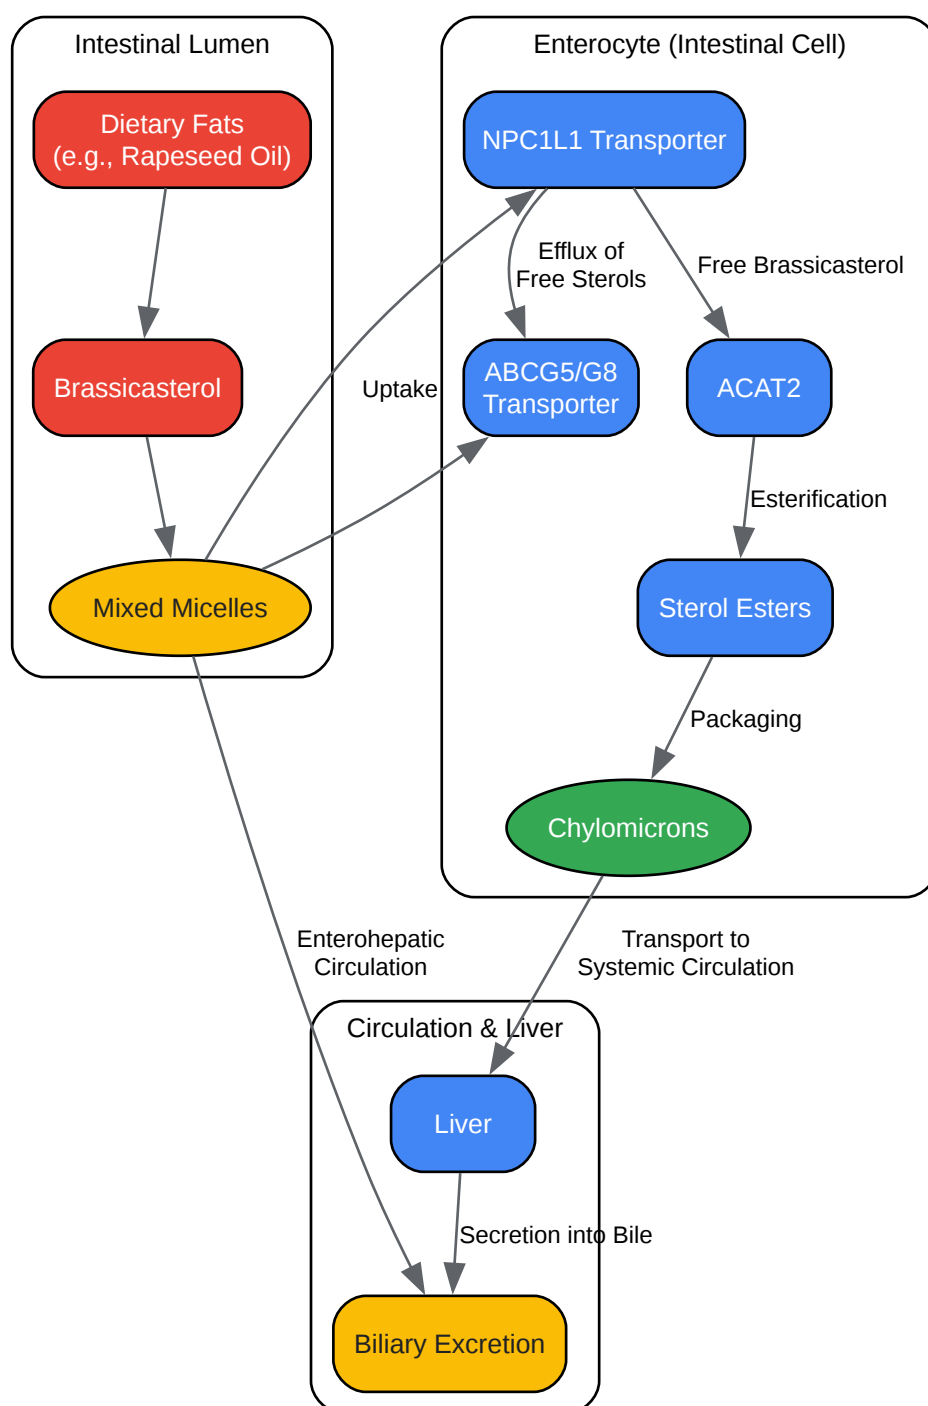 Intestinal Lumen
Dietary Fats
(e.g., Rapeseed Oil)
Brassicasterol
Mixed Micelles
Enterocyte (Intestinal Cell)
NPC1L1 Transporter
Efflux of
Free Sterols
Free Brassicasterol
Uptake
ABCG5/G8
Transporter
ACAT2
Esterification
Sterol Esters
Packaging
Chylomicrons
Enterohepatic
Circulation
Transport to
Systemic Circulation
Circulation & Liver
Liver
Secretion into Bile
Biliary Excretion